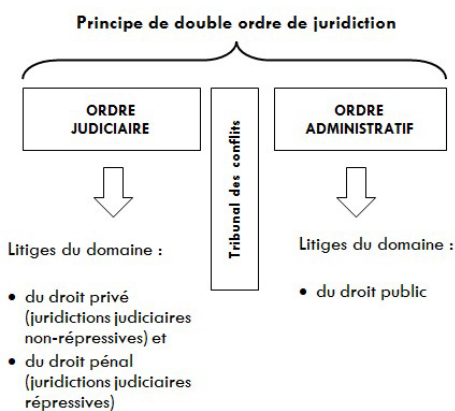 Principe de double ordre de juridiction
ORDRE
JUDICIAIRE
Tribunal des conflits
ORDRE
ADMINISTRATIF
Litiges du domaine :
• du droit privé
(juridictions judiciaires
non-répressives) et
• du droit pénal
(juridictions judiciaires
répressives)
Litiges du domaine :
• du droit public